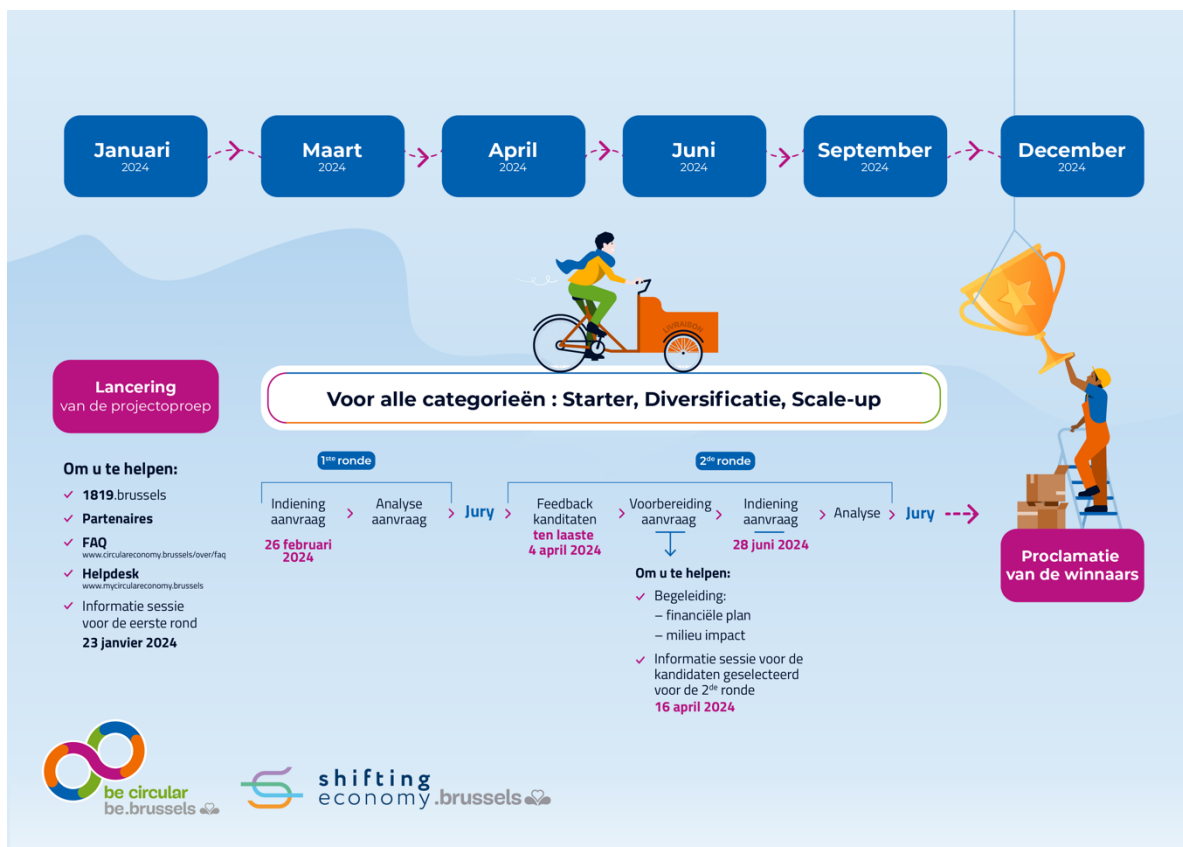 Januari
2024
Maart
2024
April
2024
Juni
2024
September
2024
December
2024
LIVRAISON
Lancering
van de projectoproep
Voor alle categorieën : Starter, Diversificatie, Scale-up
Om u te helpen:
1819.brussels
Partenaires
FAQ
www.circulareconomy.brussels/over/faq
Helpdesk
www.mycirculareconomy.brussels
Informatie sessie
voor de eerste rond
23 janvier 2024
1ste ronde
Indiening
aanvraag
26 februari
2024
Analyse
aanvraag
Jury
2de ronde
Feedback
kanditaten
ten laaste
4 april 2024
Voorbereiding
aanvraag
Om u te helpen:
Begeleiding:
– financiële plan
– milieu impact
Informatie sessie voor de
kandidaten geselecteerd
voor de 2de ronde
16 april 2024
Indiening
aanvraag
28 juni 2024
Analyse
Jury
Proclamatie
van de winnaars
be circular
be.brussels
shifting
economy.brussels